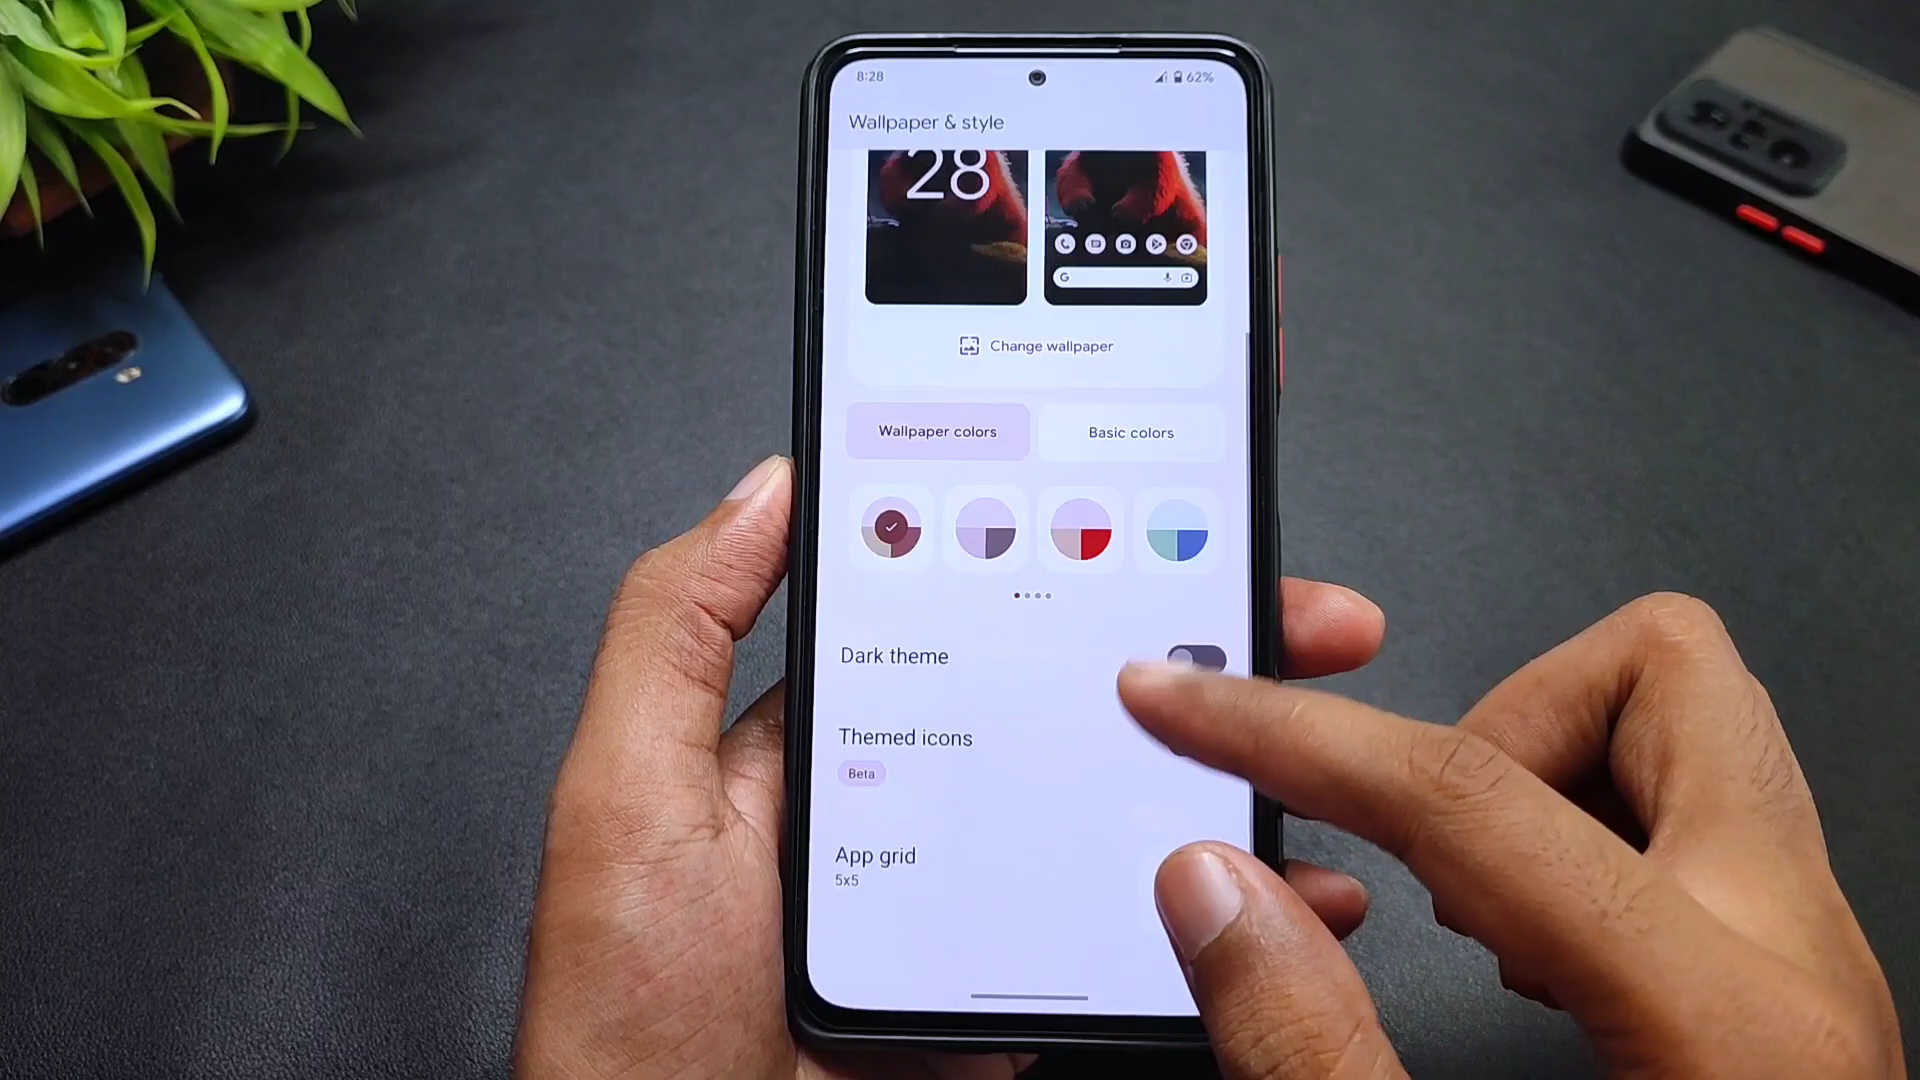 8:28
62%
Wallpaper & style
28
G
Change wallpaper
Wallpaper colors
Basic colors
Dark theme
Themed icons
Beta
App grid
5x5